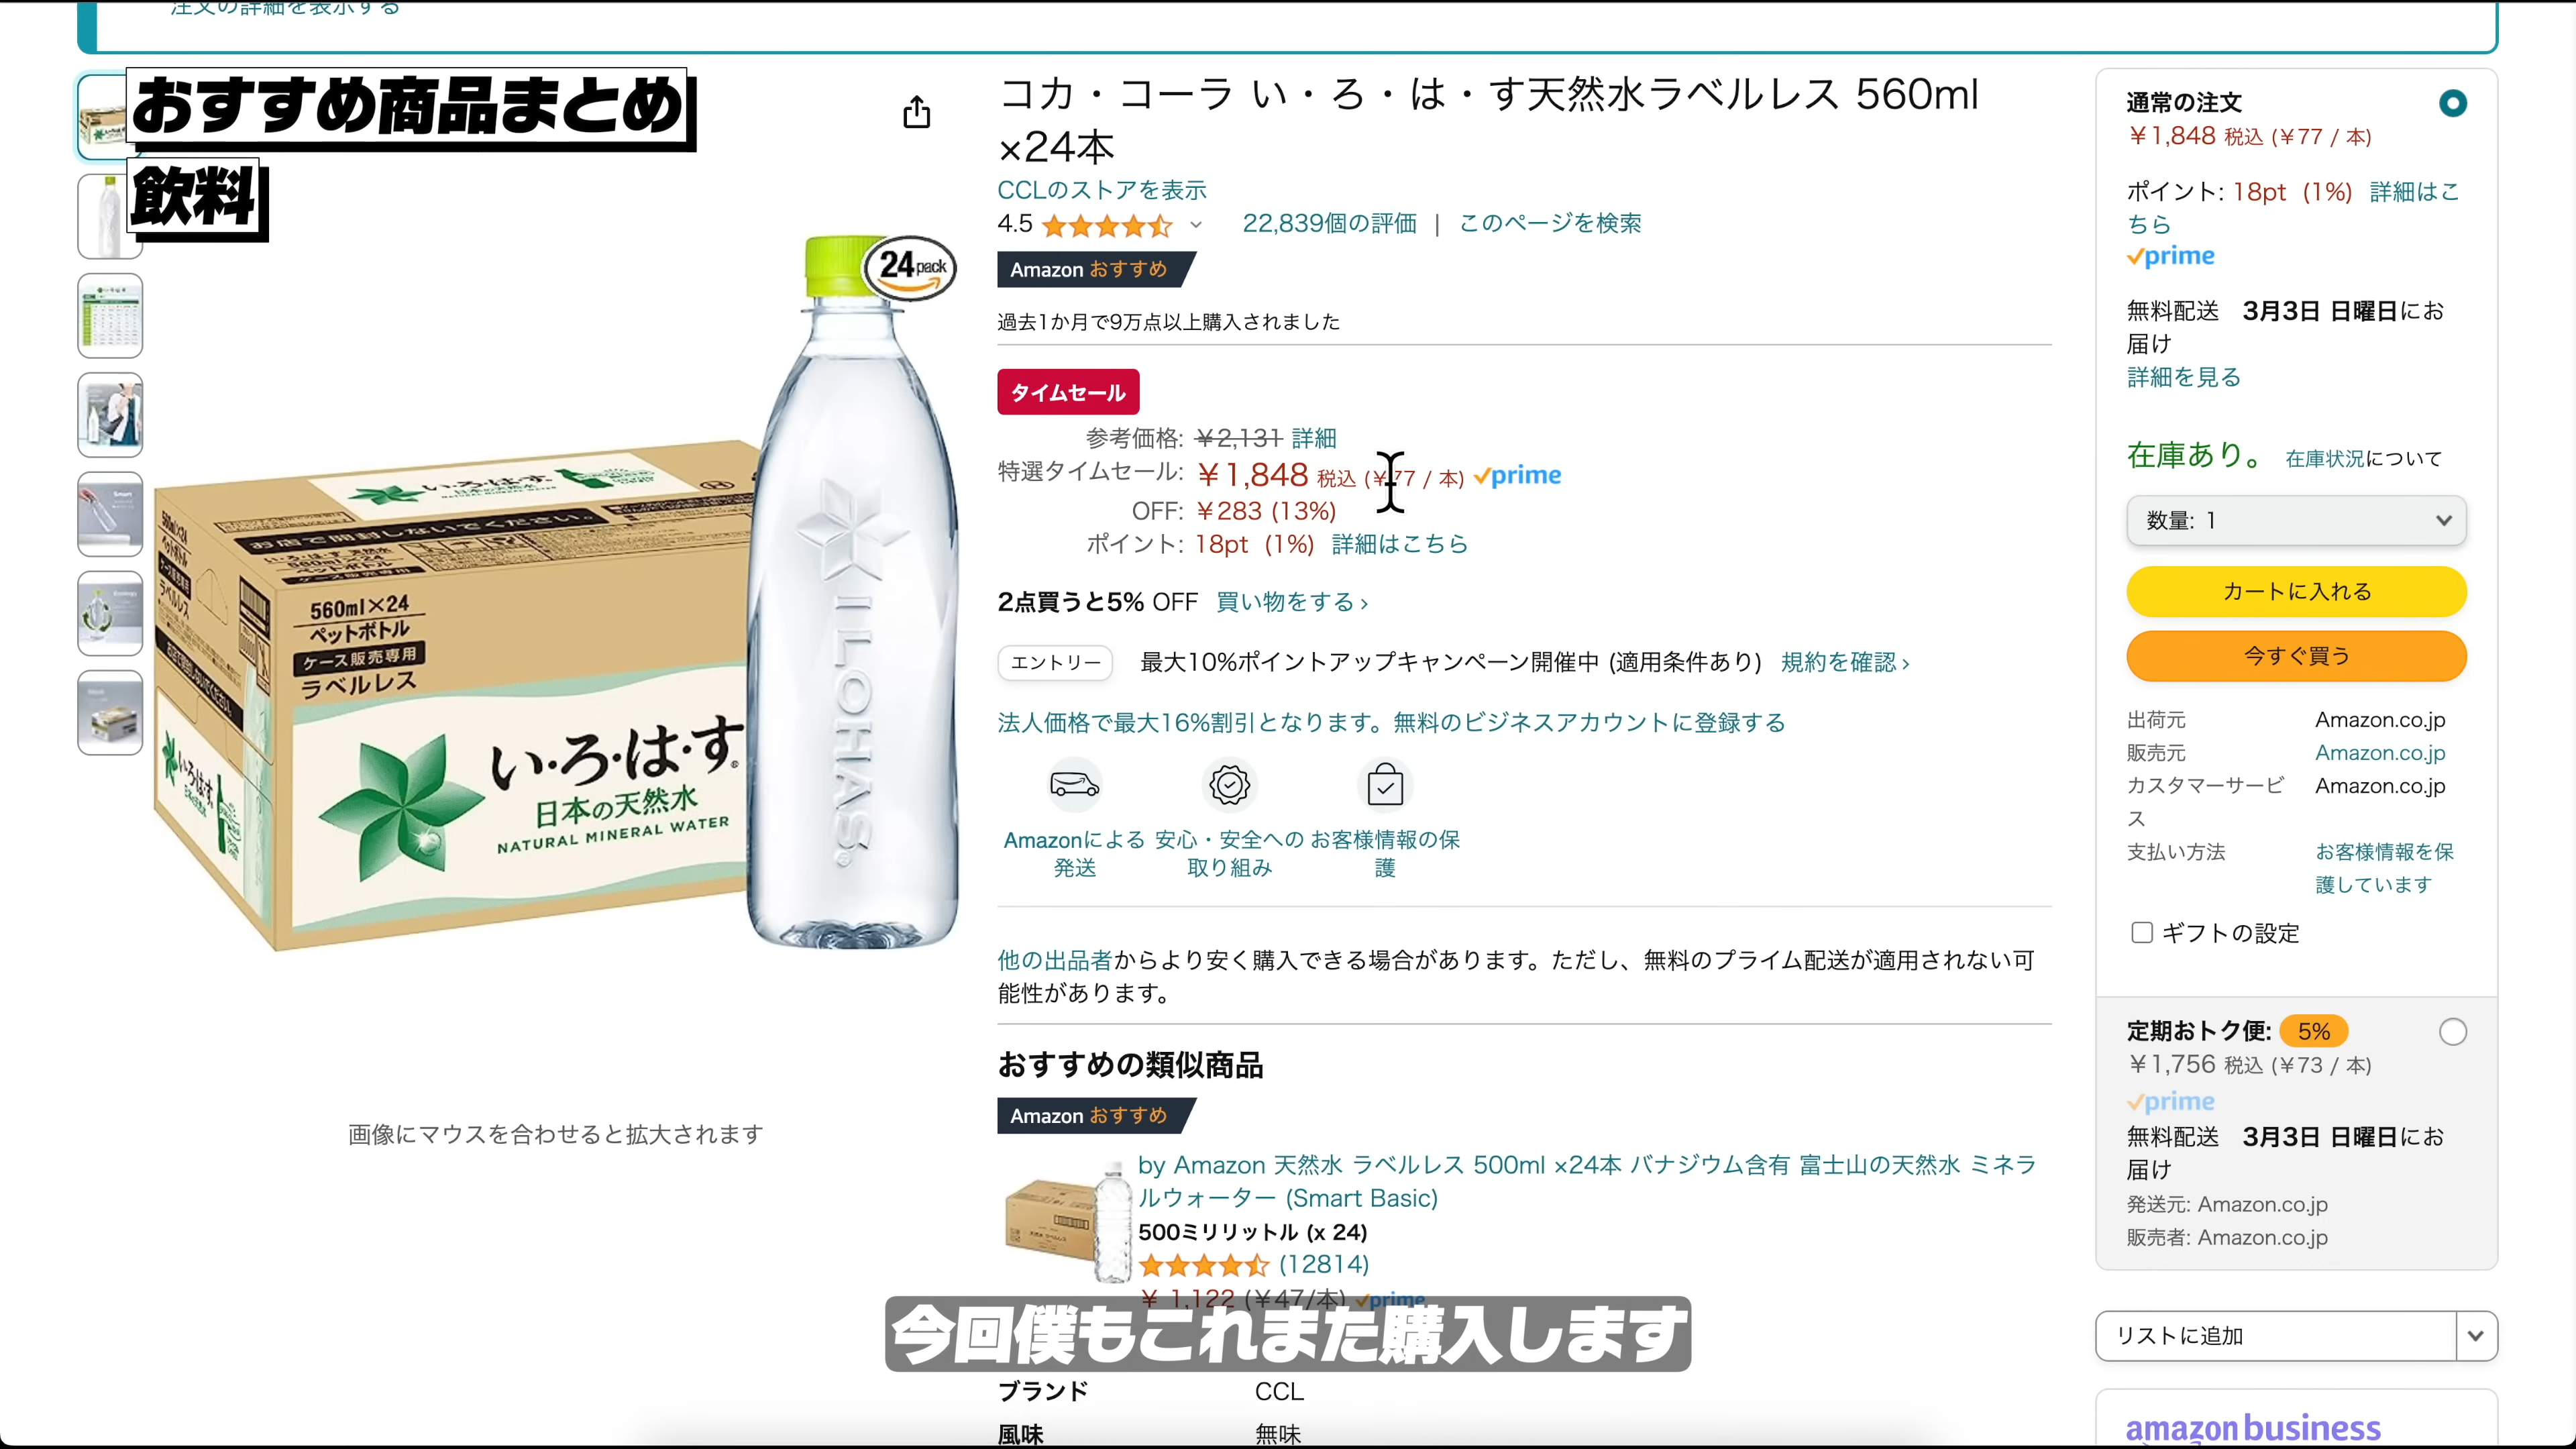 注文の詳細を表示する
おすすめ商品まとめ
飲料
24 pack
560ml×24
ペットボトル
ケース販売専用
ラベルレス
い・ろ・は・す
日本の天然水
NATURAL MINERAL WATER
お店で開封しないでください。
I LOHAS
画像にマウスを合わせると拡大されます
コカ・コーラ い・ろ・は・す天然水ラベルレス 560ml
×24本
CCLのストアを表示
4.5 22,839個の評価 | このページを検索
Amazon おすすめ
過去1か月で9万点以上購入されました
タイムセール
参考価格: ¥2,131 詳細
特選タイムセール: ¥1,848 税込 (¥77 / 本) prime
OFF: ¥283 (13%)
ポイント: 18pt (1%) 詳細はこちら
2点買うと5% OFF 買い物をする ›
エントリー 最大10%ポイントアップキャンペーン開催中 (適用条件あり) 規約を確認 ›
法人価格で最大16%割引となります。無料のビジネスアカウントに登録する
Amazonによる 安心・安全への お客様情報の保
発送 取り組み 護
他の出品者からより安く購入できる場合があります。ただし、無料のプライム配送が適用されない可
能性があります。
おすすめの類似商品
Amazon おすすめ
by Amazon 天然水 ラベルレス 500ml ×24本 バナジウム含有 富士山の天然水 ミネラ
ルウォーター (Smart Basic)
500ミリリットル (x 24)
(12814)
¥ 1,122 (¥47/本) prime
今回僕もこれまた購入します
ブランド CCL
風味 無味
通常の注文
¥1,848 税込 (¥77 / 本)
ポイント: 18pt (1%) 詳細はこ
ちら
prime
無料配送 3月3日 日曜日にお
届け
詳細を見る
在庫あり。 在庫状況について
数量: 1
カートに入れる
今すぐ買う
出荷元 Amazon.co.jp
販売元 Amazon.co.jp
カスタマーサービ Amazon.co.jp
ス
支払い方法 お客様情報を保
護しています
ギフトの設定
定期おトク便: 5%
¥1,756 税込 (¥73 / 本)
prime
無料配送 3月3日 日曜日にお
届け
発送元: Amazon.co.jp
販売者: Amazon.co.jp
リストに追加
amazon business